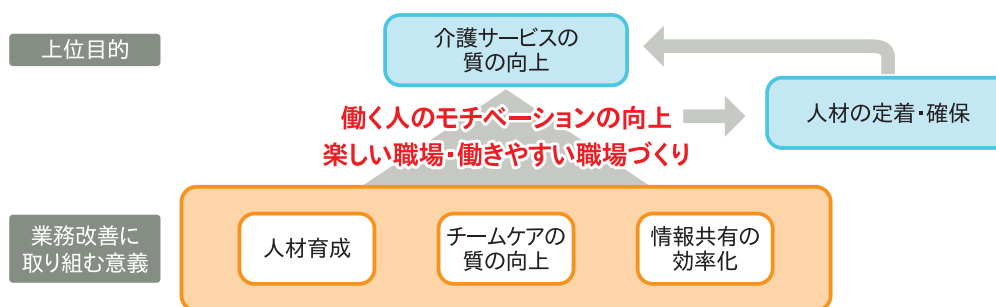 上位目的
介護サービスの
質の向上
働く人のモチベーションの向上
楽しい職場・働きやすい職場づくり
人材の定着・確保
業務改善に
取り組む意義
人材育成
チームケアの
質の向上
情報共有の
効率化